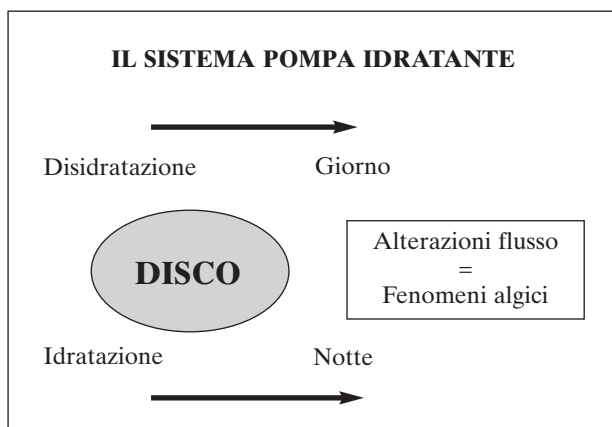 IL SISTEMA POMPA IDRATANTE
Disidratazione Giorno
DISCO
Alterazioni flusso
=
Fenomeni algici
Idratazione Notte